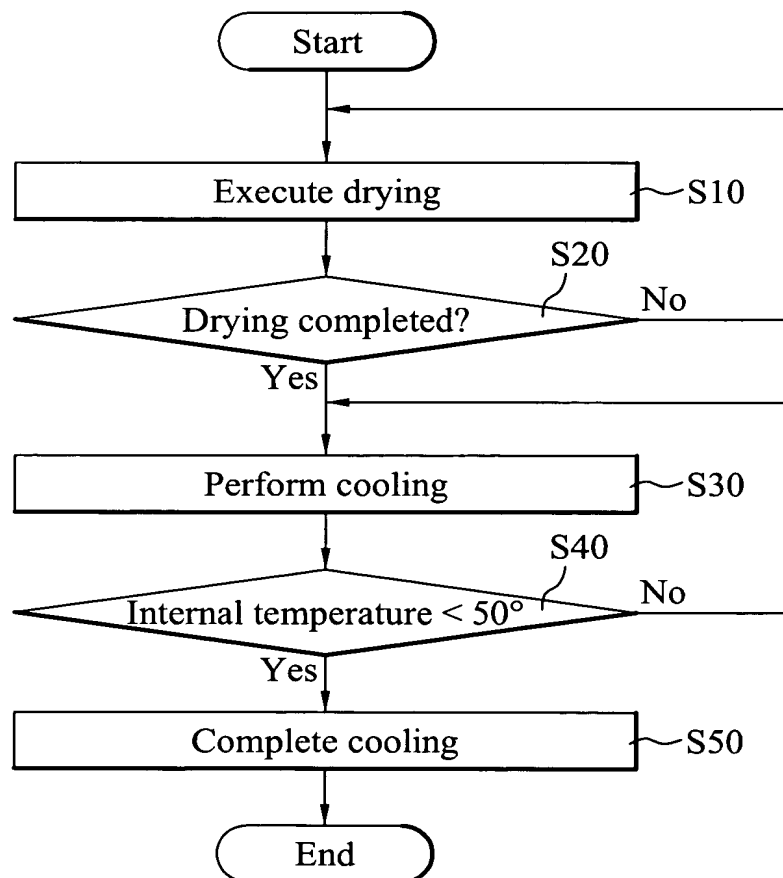 Start
Execute drying
S10
S20
Drying completed?
No
Yes
Perform cooling
S30
S40
Internal temperature < 50°
No
Yes
Complete cooling
S50
End